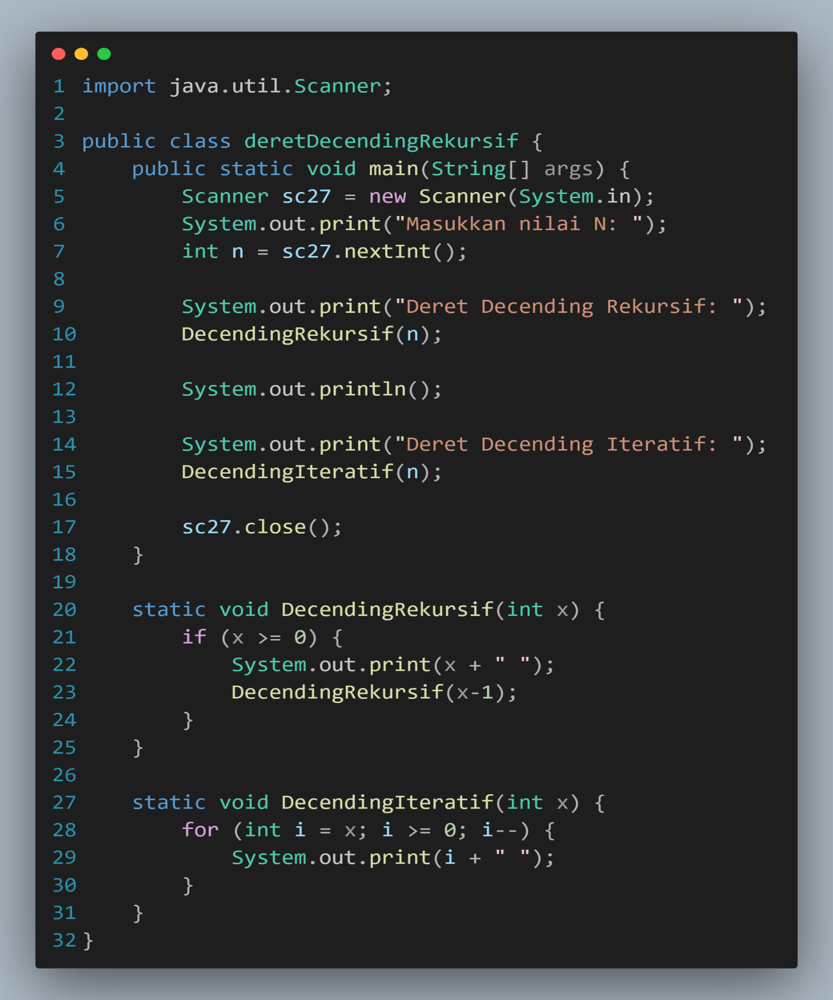 1 import java.util.Scanner;
2
3 public class deretDecendingRekursif {
4     public static void main(String[] args) {
5         Scanner sc27 = new Scanner(System.in);
6         System.out.print("Masukkan nilai N: ");
7         int n = sc27.nextInt();
8
9         System.out.print("Deret Decending Rekursif: ");
10         DecendingRekursif(n);
11
12         System.out.println();
13
14         System.out.print("Deret Decending Iteratif: ");
15         DecendingIteratif(n);
16
17         sc27.close();
18     }
19
20     static void DecendingRekursif(int x) {
21         if (x >= 0) {
22             System.out.print(x + " ");
23             DecendingRekursif(x-1);
24         }
25     }
26
27     static void DecendingIteratif(int x) {
28         for (int i = x; i >= 0; i--) {
29             System.out.print(i + " ");
30         }
31     }
32 }